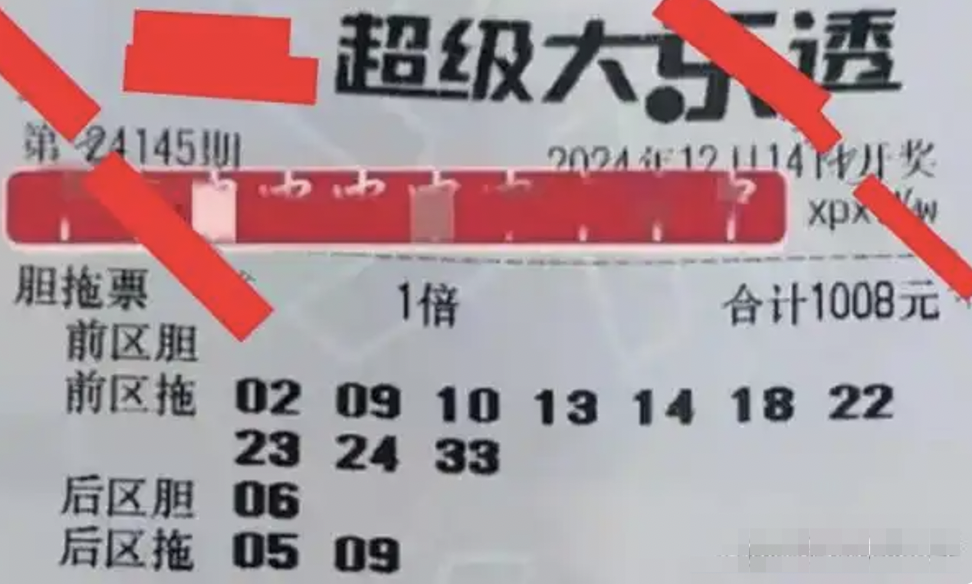 超级大乐透
第 24145期
2024年12月14日开奖
胆拖票 1倍 合计1008元
前区胆
前区拖 02 09 10 13 14 18 22
23 24 33
后区胆 06
后区拖 05 09